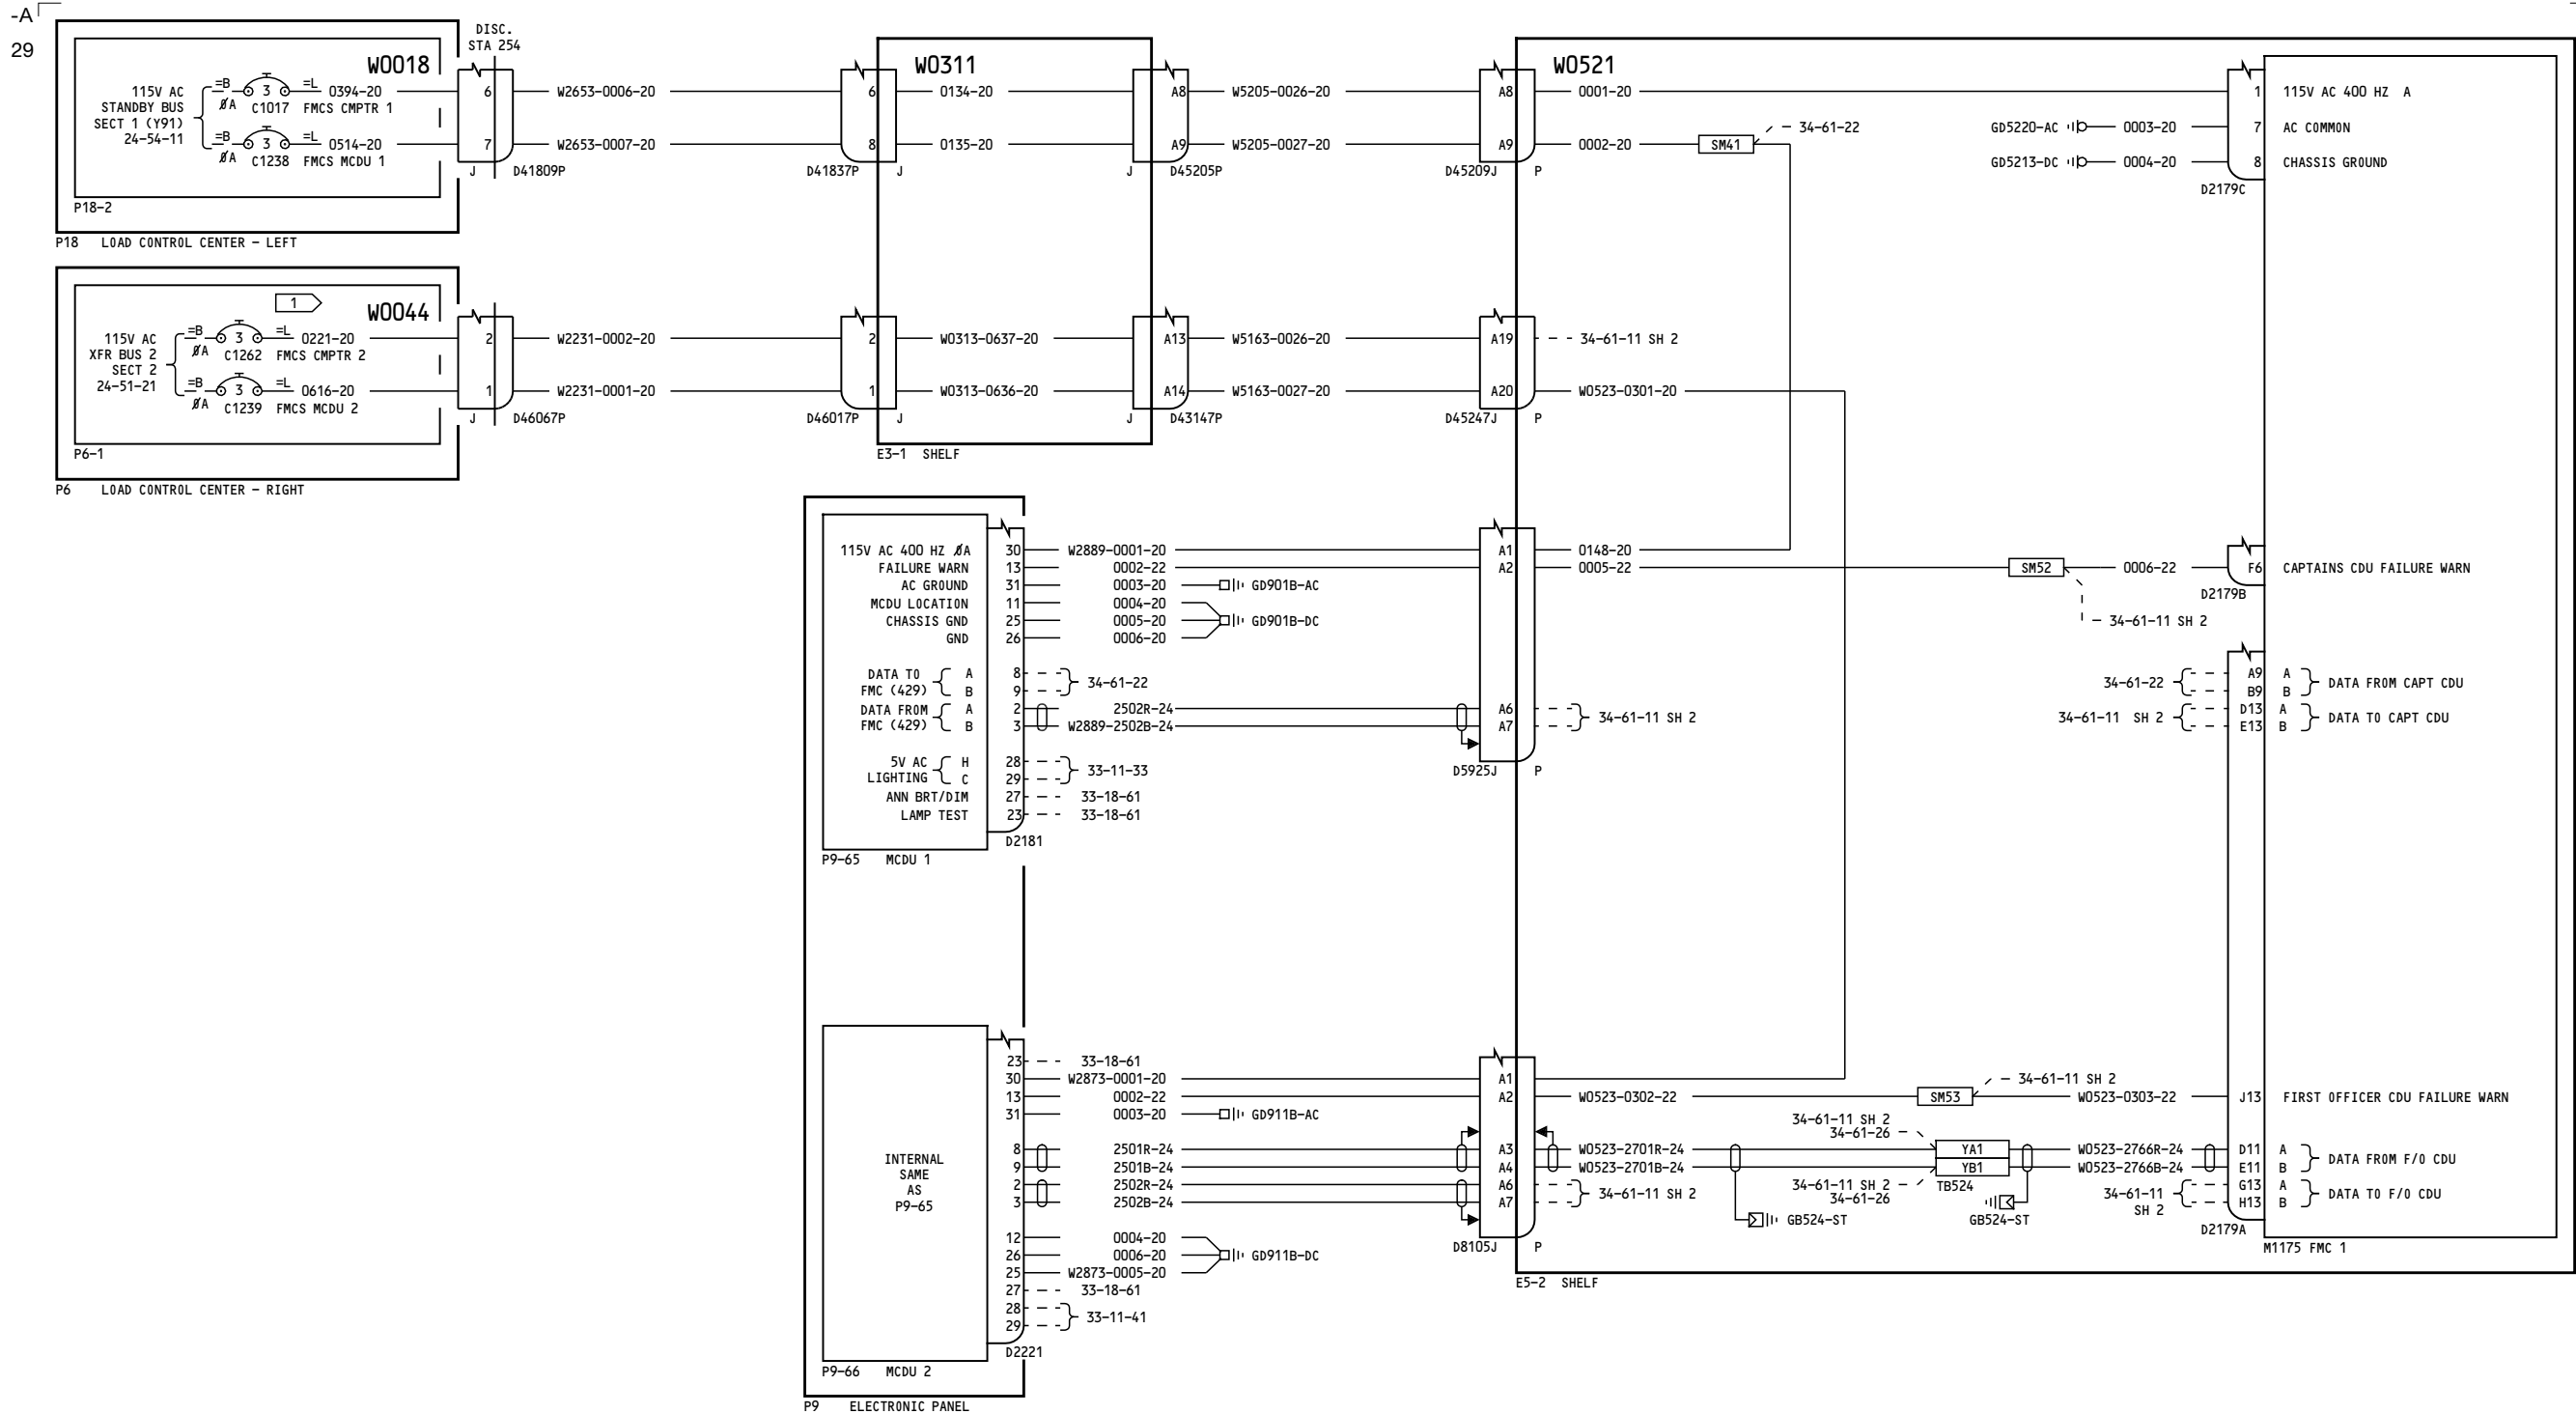 -A
29
DISC.
STA 254
W0018
115V AC
STANDBY BUS
SECT 1 (Y91)
24-54-11
=B 3 =L 0394-20
ØA C1017 FMCS CMPTR 1
=B 3 =L 0514-20
ØA C1238 FMCS MCDU 1
P18-2
P18 LOAD CONTROL CENTER - LEFT
6
7
J D41809P
W2653-0006-20
W2653-0007-20
6
8
D41837P J
W0311
0134-20
0135-20
A8
A9
J D45205P
W5205-0026-20
W5205-0027-20
A8
A9
D45209J P
W0521
0001-20
0002-20
SM41
34-61-22
GD5220-AC 0003-20
GD5213-DC 0004-20
1 115V AC 400 HZ A
7 AC COMMON
8 CHASSIS GROUND
D2179C
1
W0044
115V AC
XFR BUS 2
SECT 2
24-51-21
=B 3 =L 0221-20
ØA C1262 FMCS CMPTR 2
=B 3 =L 0616-20
ØA C1239 FMCS MCDU 2
P6-1
P6 LOAD CONTROL CENTER - RIGHT
2
1
J D46067P
W2231-0002-20
W2231-0001-20
2
1
D46017P J
W0313-0637-20
W0313-0636-20
A13
A14
J D43147P
E3-1 SHELF
W5163-0026-20
W5163-0027-20
A19
A20
D45247J P
34-61-11 SH 2
W0523-0301-20
115V AC 400 HZ ØA 30 W2889-0001-20
FAILURE WARN 13 0002-22
AC GROUND 31 0003-20 GD901B-AC
MCDU LOCATION 11 0004-20
CHASSIS GND 25 0005-20 GD901B-DC
GND 26 0006-20
DATA TO
FMC (429)
A 8
B 9
34-61-22
DATA FROM
FMC (429)
A 2 2502R-24
B 3 W2889-2502B-24
5V AC
LIGHTING
H 28
C 29
33-11-33
ANN BRT/DIM 27 33-18-61
LAMP TEST 23 33-18-61
D2181
P9-65 MCDU 1
A1 0148-20
A2 0005-22
A6
A7
34-61-11 SH 2
D5925J P
SM52 0006-22
34-61-11 SH 2
F6 CAPTAINS CDU FAILURE WARN
D2179B
34-61-22
A9 A
B9 B
DATA FROM CAPT CDU
34-61-11 SH 2
D13 A
E13 B
DATA TO CAPT CDU
INTERNAL
SAME
AS
P9-65
23 33-18-61
30 W2873-0001-20
13 0002-22
31 0003-20 GD911B-AC
8 2501R-24
9 2501B-24
2 2502R-24
3 2502B-24
12 0004-20
26 0006-20 GD911B-DC
25 W2873-0005-20
27 33-18-61
28
29
33-11-41
D2221
P9-66 MCDU 2
P9 ELECTRONIC PANEL
A1
A2 W0523-0302-22
A3 W0523-2701R-24
A4 W0523-2701B-24
A6
A7
34-61-11 SH 2
D8105J P
GB524-ST
SM53
34-61-11 SH 2
W0523-0303-22
34-61-11 SH 2
34-61-26
YA1
YB1
TB524
34-61-11 SH 2
34-61-26
GB524-ST
W0523-2766R-24
W0523-2766B-24
34-61-11
SH 2
J13 FIRST OFFICER CDU FAILURE WARN
D11 A
E11 B
DATA FROM F/O CDU
G13 A
H13 B
DATA TO F/O CDU
D2179A
M1175 FMC 1
E5-2 SHELF